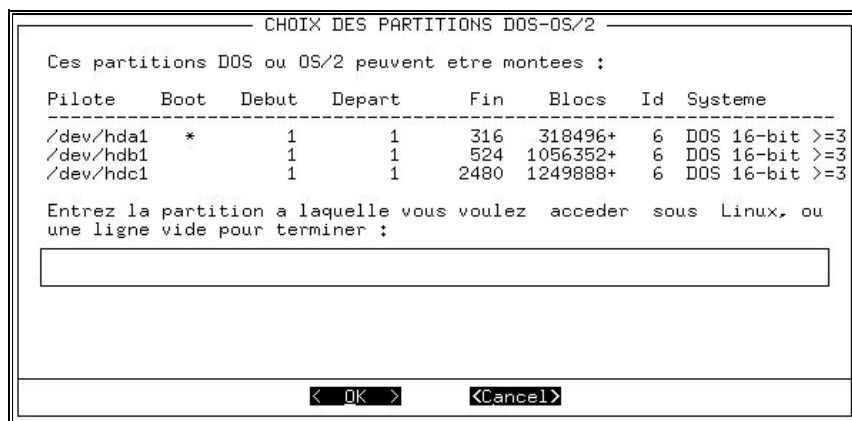 CHOIX DES PARTITIONS DOS-OS/2
Ces partitions DOS ou OS/2 peuvent etre montees :
Pilote Boot Debut Depart Fin Blocs Id Systeme
/dev/hda1 * 1 1 316 318496+ 6 DOS 16-bit >=3
/dev/hdb1 1 1 524 1056352+ 6 DOS 16-bit >=3
/dev/hdc1 1 1 2480 1249888+ 6 DOS 16-bit >=3
Entrez la partition a laquelle vous voulez acceder sous Linux, ou
une ligne vide pour terminer :
< OK > <Cancel>